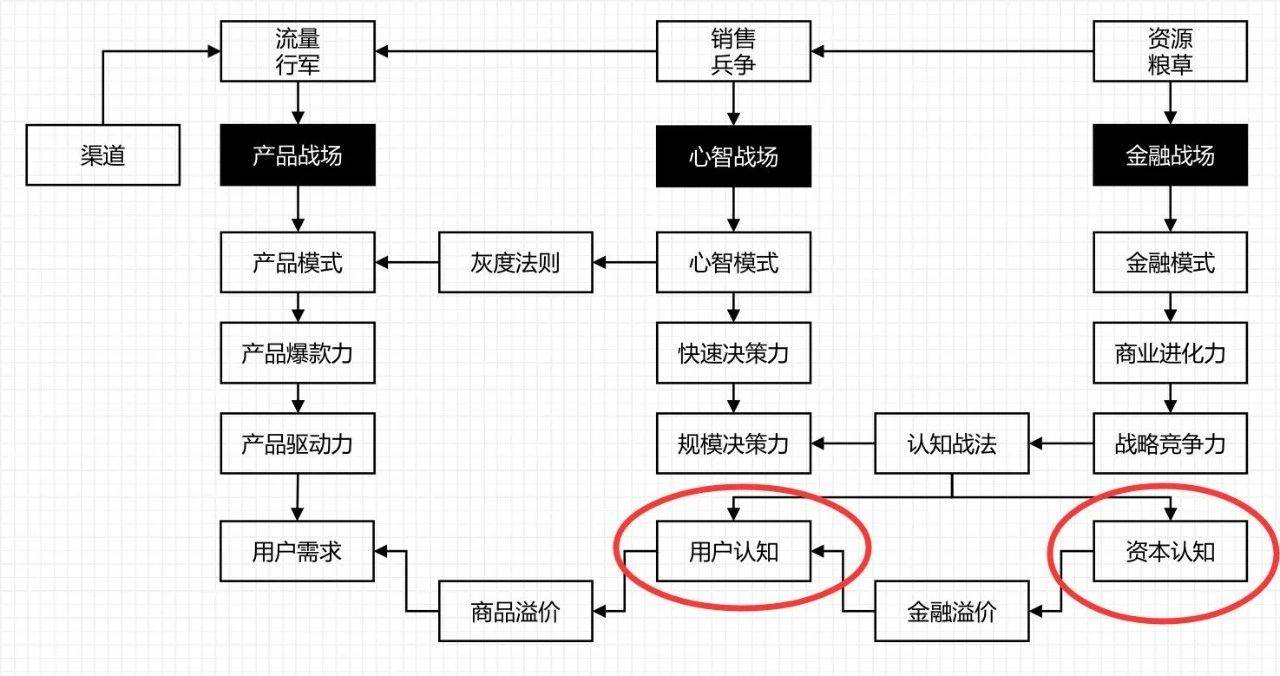 流量
行军
销售
兵争
资源
粮草
渠道
产品战场
心智战场
金融战场
产品模式
灰度法则
心智模式
金融模式
产品爆款力
快速决策力
商业进化力
产品驱动力
规模决策力
认知战法
战略竞争力
用户需求
用户认知
资本认知
商品溢价
金融溢价